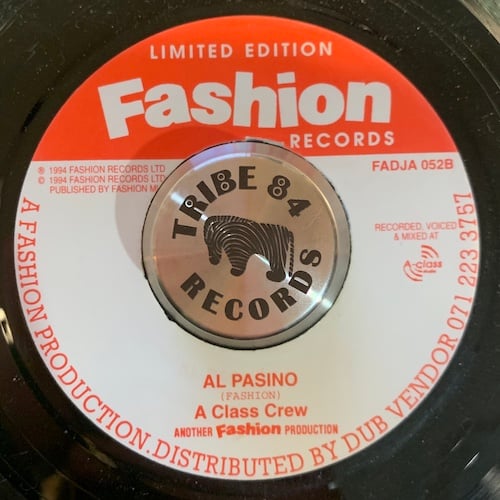 LIMITED EDITION
Fashion
RECORDS
℗ 1994 FASHION RECORDS LTD
© 1994 FASHION RECORDS LTD
PUBLISHED BY FASHION
FADJA 052B
TRIBE 84
RECORDS
RECORDED, VOICED
& MIXED AT
A-class
AL PASINO
(FASHION)
A Class Crew
ANOTHER Fashion PRODUCTION
A FASHION PRODUCTION. DISTRIBUTED BY DUB VENDOR 071 223 3757